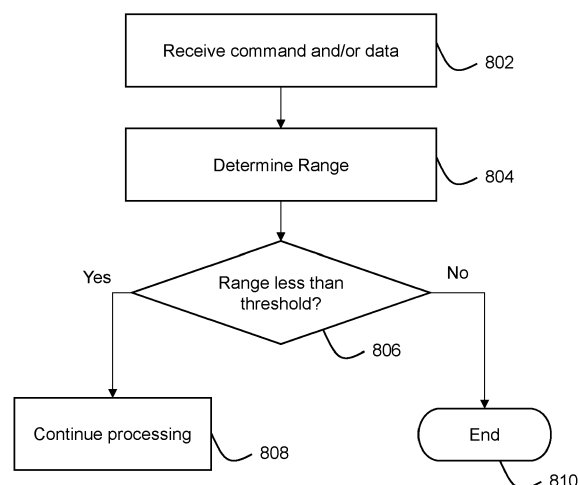 Receive command and/or data
802
Determine Range
804
Yes
Range less than
threshold?
No
806
Continue processing
808
End
810